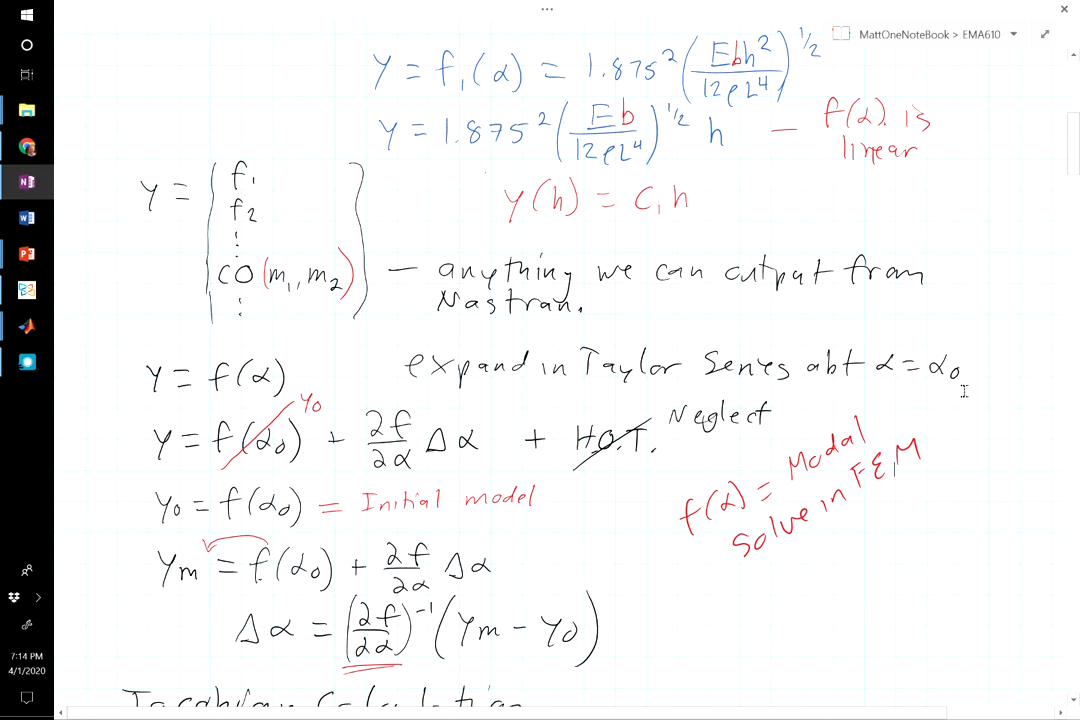 MattOneNoteBook > EMA610
Y = f₁(α) = 1.875² (Ebh² / 12ρL⁴)^1/2
Y = 1.875² (Eb / 12ρL⁴)^1/2 h — f(α) is linear
y(h) = C₁h
Y = { f₁
f₂
⋮
CO(m₁, m₂) — anything we can output from Nastran.
⋮ }
Y = f(α) expand in Taylor Series abt α = α₀
Y = f(α₀) Y₀ + ∂f/∂α Δα + H.O.T. Neglect
Y₀ = f(α₀) = Initial model
f(α) = Modal
Solve in FEM
Ym = f(α₀) + ∂f/∂α Δα
Δα = (∂f/∂α)⁻¹ (Ym − Y₀)
Jacobian Calculation
7:14 PM
4/1/2020